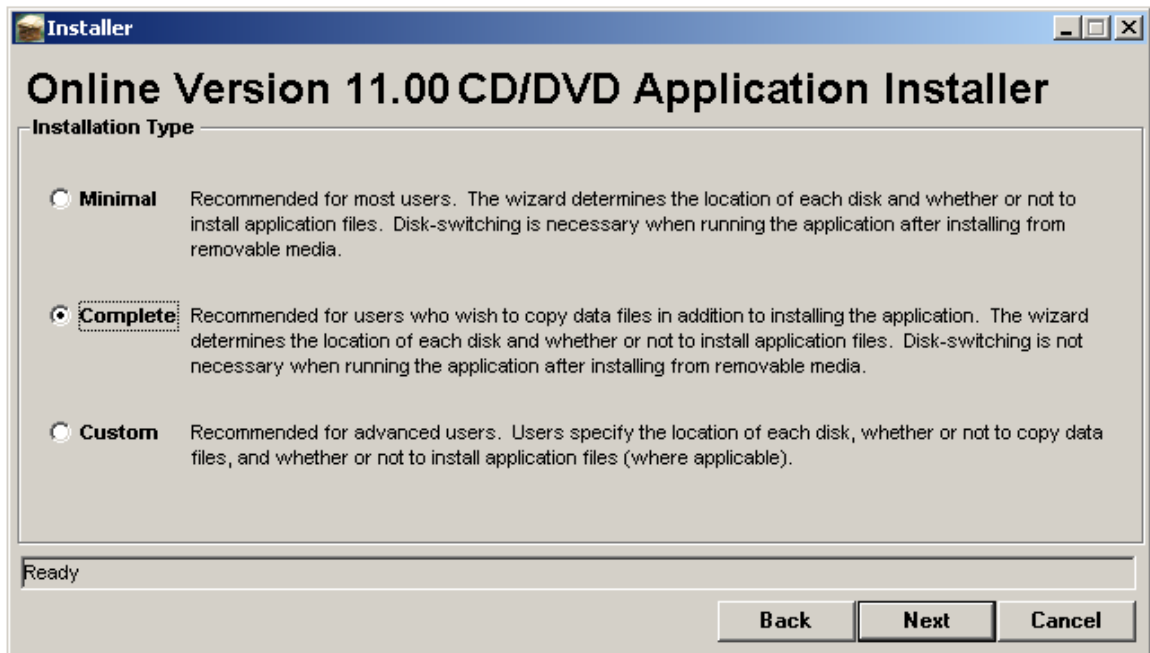 Installer
Online Version 11.00 CD/DVD Application Installer
Installation Type
Minimal
Recommended for most users.  The wizard determines the location of each disk and whether or not to
install application files.  Disk-switching is necessary when running the application after installing from
removable media.
Complete
Recommended for users who wish to copy data files in addition to installing the application.  The wizard
determines the location of each disk and whether or not to install application files.  Disk-switching is not
necessary when running the application after installing from removable media.
Custom
Recommended for advanced users.  Users specify the location of each disk, whether or not to copy data
files, and whether or not to install application files (where applicable).
Ready
Back
Next
Cancel